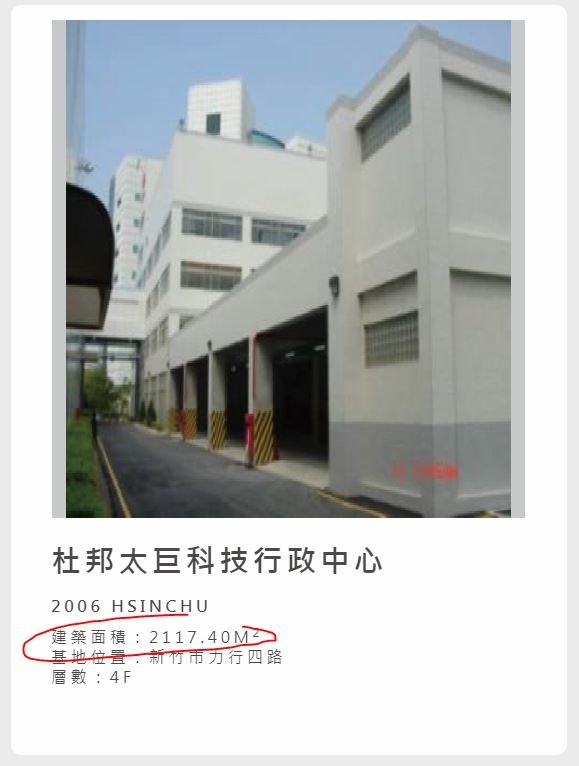 杜邦太巨科技行政中心
2006 HSINCHU
建築面積：2117.40M²
基地位置：新竹市力行四路
層數：4F